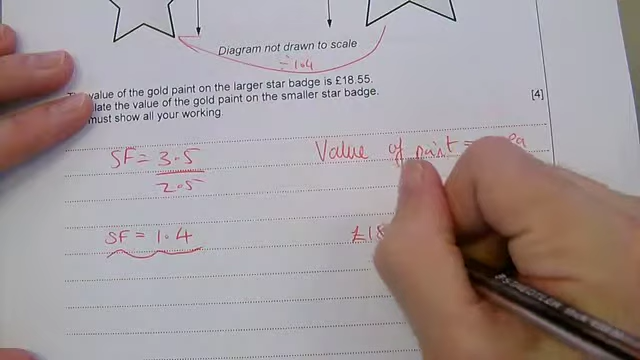 Diagram not drawn to scale
÷1.4
value of the gold paint on the larger star badge is £18.55.
the value of the gold paint on the smaller star badge.
must show all your working.
[4]
SF = 3.5
2.5
Value of paint =
SF = 1.4
£18